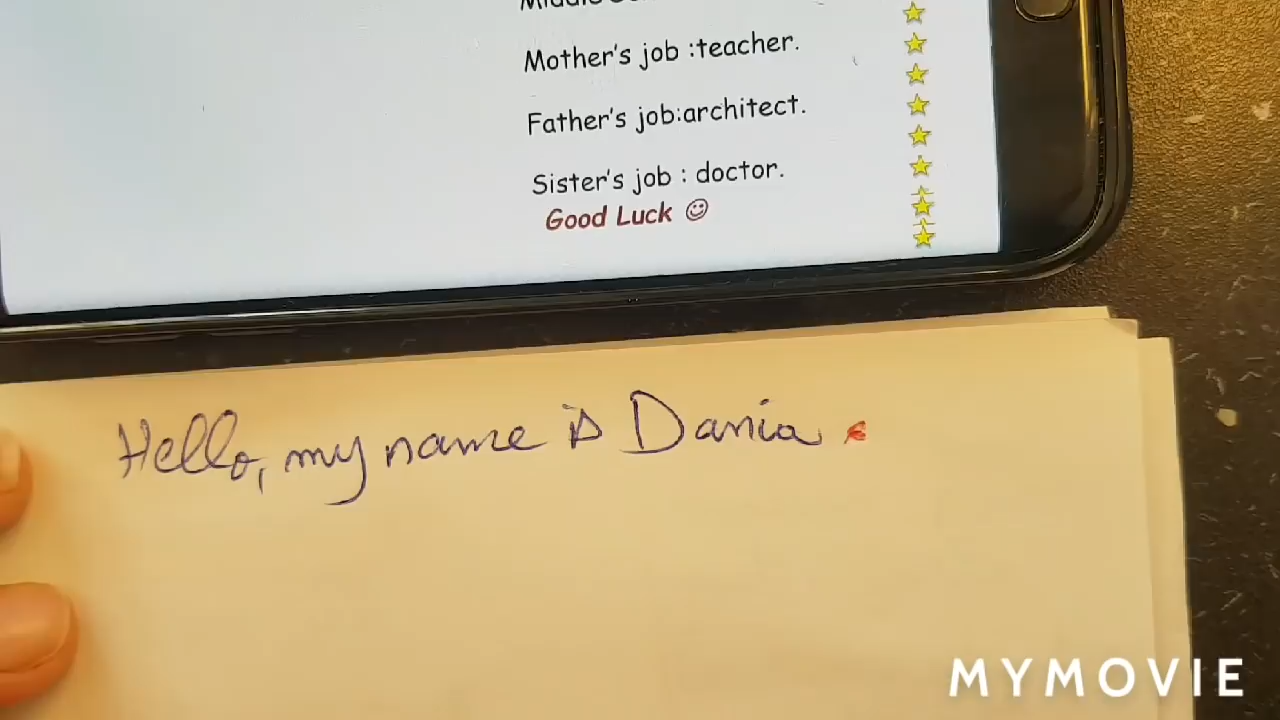 Mother's job :teacher.
Father's job:architect.
Sister's job : doctor.
Good Luck ☺
Hello, my name is Dania .
MYMOVIE